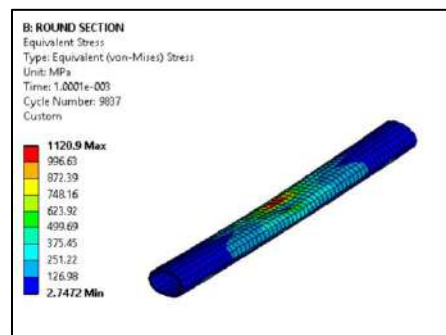 B: ROUND SECTION
Equivalent Stress
Type: Equivalent (von-Mises) Stress
Unit: MPa
Time: 1.0001e-003
Cycle Number: 9837
Custom
1120.9 Max
996.63
872.39
748.16
623.92
499.69
375.45
251.22
126.98
2.7472 Min